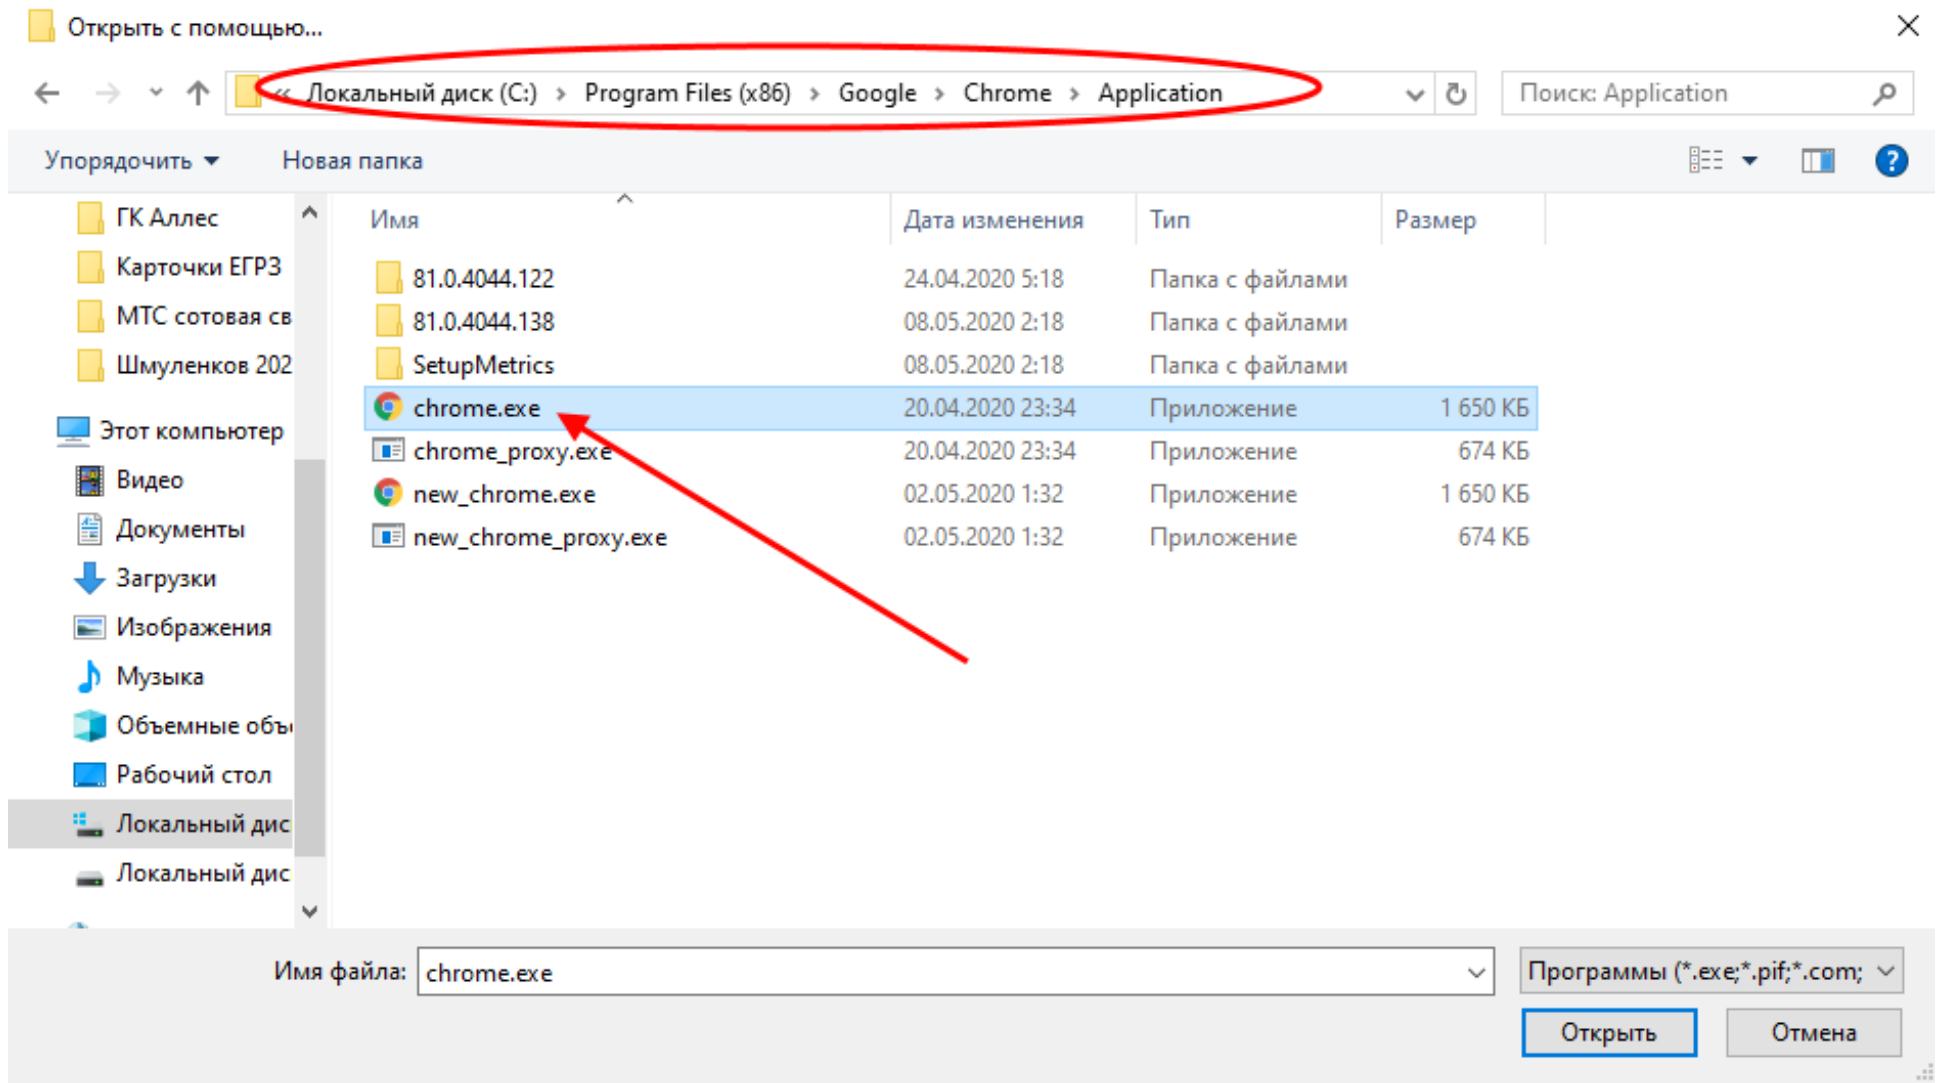 Открыть с помощью...
« Локальный диск (C:) › Program Files (x86) › Google › Chrome › Application
Поиск: Application
Упорядочить
Новая папка
ГК Аллес
Карточки ЕГРЗ
МТС сотовая св
Шмуленков 202
Этот компьютер
Видео
Документы
Загрузки
Изображения
Музыка
Объемные объ
Рабочий стол
Локальный дис
Локальный дис
Имя Дата изменения Тип Размер
81.0.4044.122 24.04.2020 5:18 Папка с файлами
81.0.4044.138 08.05.2020 2:18 Папка с файлами
SetupMetrics 08.05.2020 2:18 Папка с файлами
chrome.exe 20.04.2020 23:34 Приложение 1 650 КБ
chrome_proxy.exe 20.04.2020 23:34 Приложение 674 КБ
new_chrome.exe 02.05.2020 1:32 Приложение 1 650 КБ
new_chrome_proxy.exe 02.05.2020 1:32 Приложение 674 КБ
Имя файла: chrome.exe
Программы (*.exe;*.pif;*.com;
Открыть
Отмена